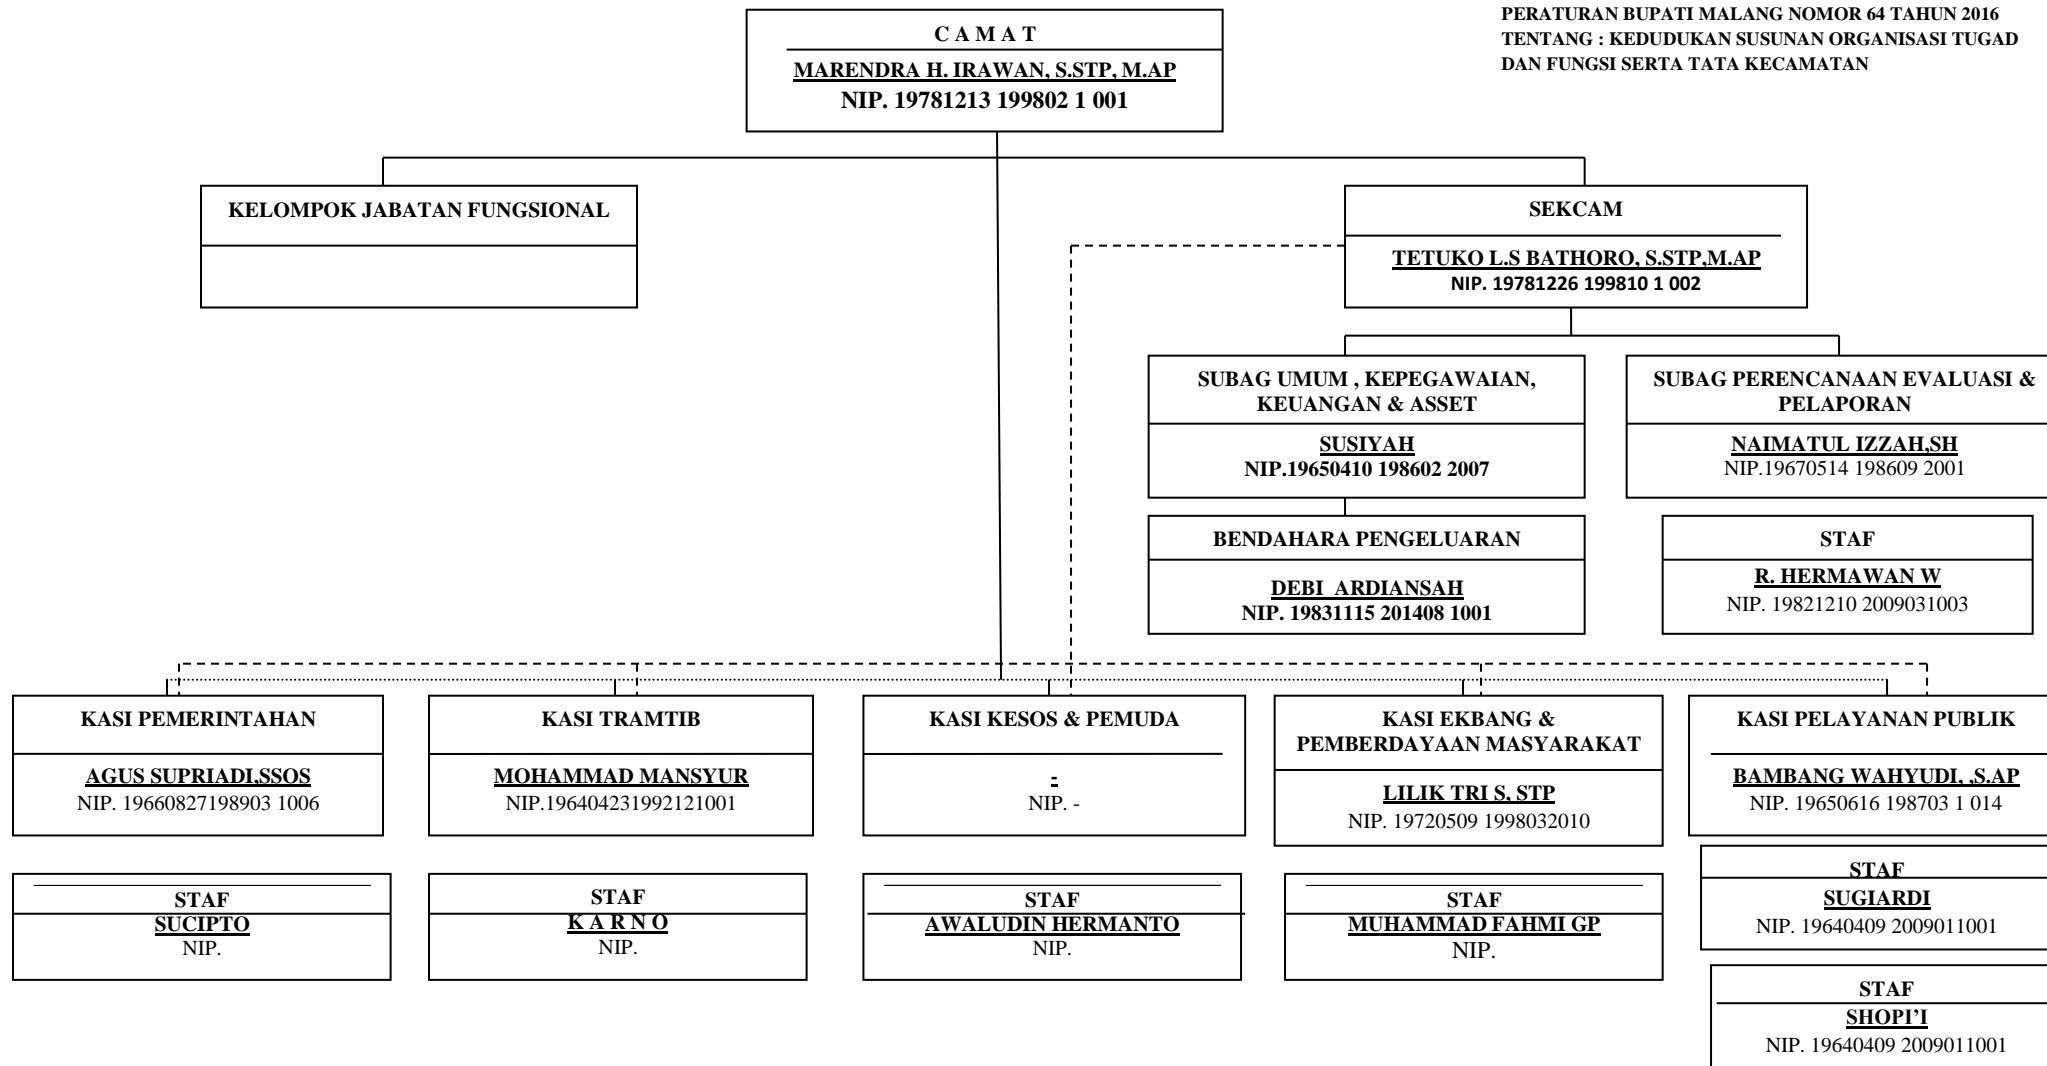 PERATURAN BUPATI MALANG NOMOR 64 TAHUN 2016
TENTANG : KEDUDUKAN SUSUNAN ORGANISASI TUGAD
DAN FUNGSI SERTA TATA KECAMATAN
C A M A T
MARENDRA H. IRAWAN, S.STP, M.AP
NIP. 19781213 199802 1 001
KELOMPOK JABATAN FUNGSIONAL
SEKCAM
TETUKO L.S BATHORO, S.STP,M.AP
NIP. 19781226 199810 1 002
SUBAG UMUM , KEPEGAWAIAN,
KEUANGAN & ASSET
SUSIYAH
NIP.19650410 198602 2007
SUBAG PERENCANAAN EVALUASI &
PELAPORAN
NAIMATUL IZZAH,SH
NIP.19670514 198609 2001
BENDAHARA PENGELUARAN
DEBI  ARDIANSAH
NIP. 19831115 201408 1001
STAF
R. HERMAWAN W
NIP. 19821210 2009031003
KASI PEMERINTAHAN
AGUS SUPRIADI,SSOS
NIP. 19660827198903 1006
KASI TRAMTIB
MOHAMMAD MANSYUR
NIP.196404231992121001
KASI KESOS & PEMUDA
-
NIP. -
KASI EKBANG &
PEMBERDAYAAN MASYARAKAT
LILIK TRI S, STP
NIP. 19720509 1998032010
KASI PELAYANAN PUBLIK
BAMBANG WAHYUDI, ,S.AP
NIP. 19650616 198703 1 014
STAF
SUCIPTO
NIP.
STAF
K A R N O
NIP.
STAF
AWALUDIN HERMANTO
NIP.
STAF
MUHAMMAD FAHMI GP
NIP.
STAF
SUGIARDI
NIP. 19640409 2009011001
STAF
SHOPI’I
NIP. 19640409 2009011001